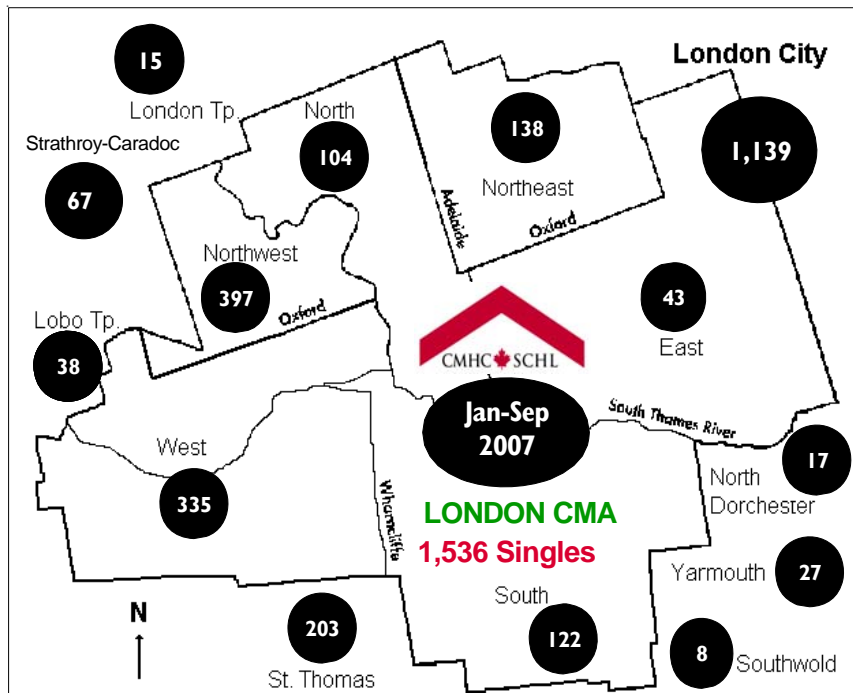 15
London City
London Tp.
North
138
Strathroy-Caradoc
104
1,139
67
Northeast
Adelaide
Oxford
Northwest
397
Oxford
43
Lobo Tp.
38
CMHC SCHL
East
Jan-Sep
2007
South Thames River
West
17
335
Wharncliffe
North
Dorchester
LONDON CMA
1,536 Singles
Yarmouth
27
N
South
203
122
8
Southwold
St. Thomas